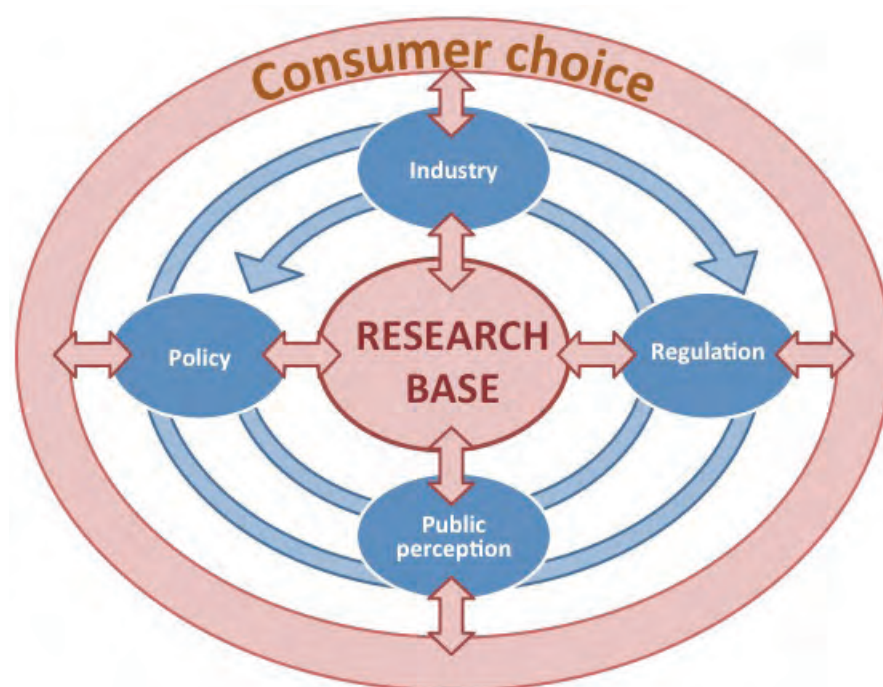 Consumer choice
Industry
Policy
RESEARCH
BASE
Regulation
Public
perception